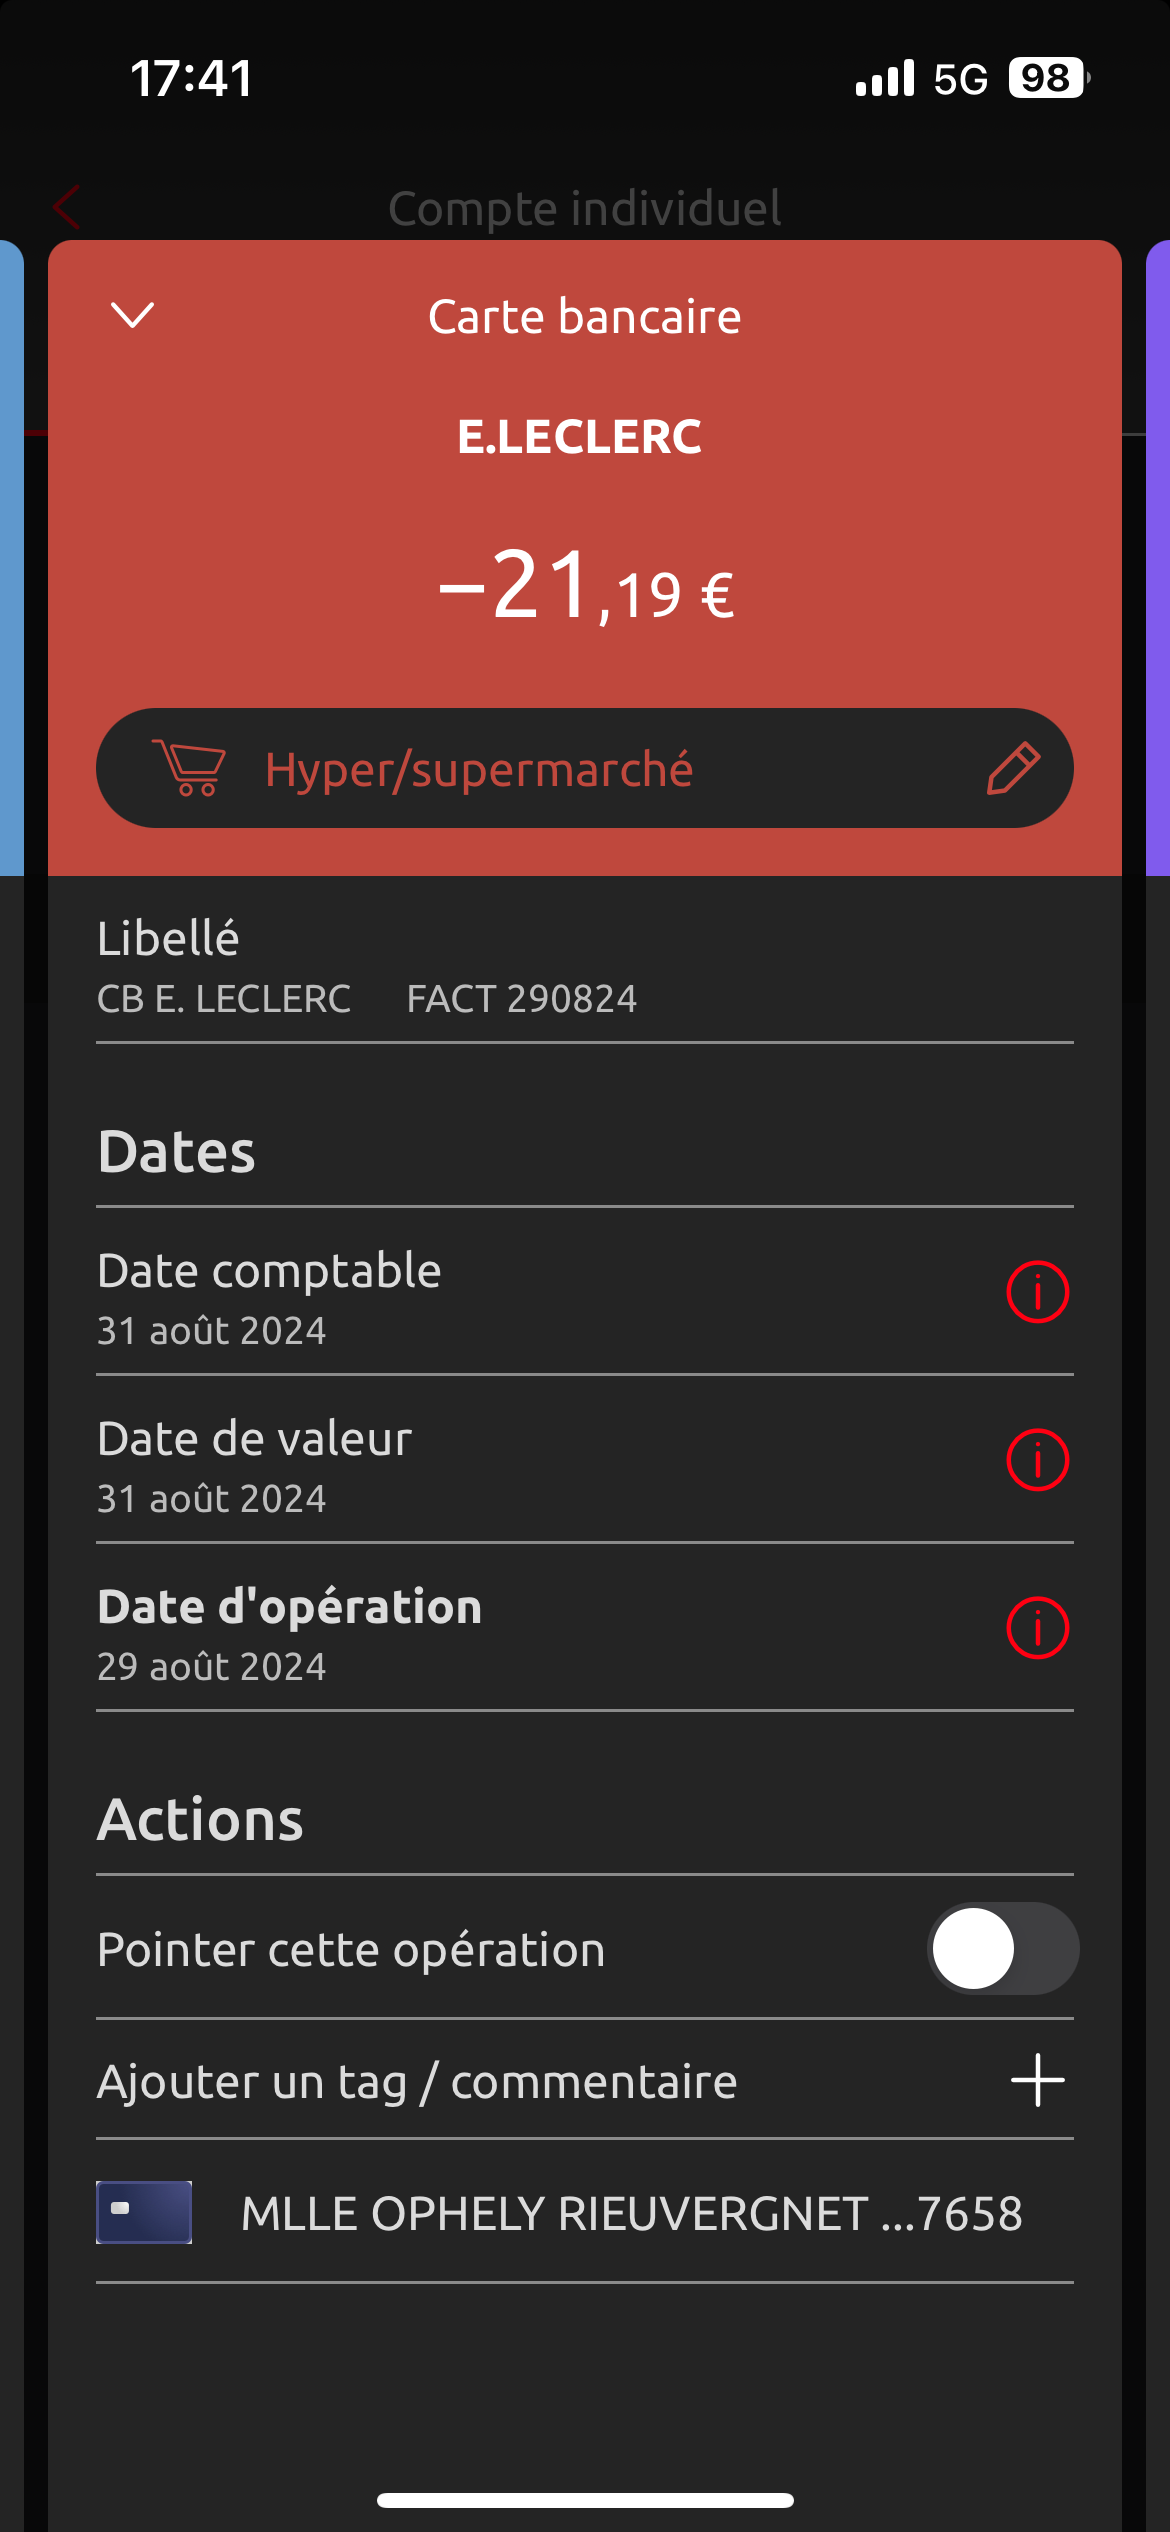 17:41
5G 98
Compte individuel
Carte bancaire
E.LECLERC
−21,19 €
Hyper/supermarché
Libellé
CB E. LECLERC FACT 290824
Dates
Date comptable
31 août 2024
Date de valeur
31 août 2024
Date d'opération
29 août 2024
Actions
Pointer cette opération
Ajouter un tag / commentaire
MLLE OPHELY RIEUVERGNET ...7658